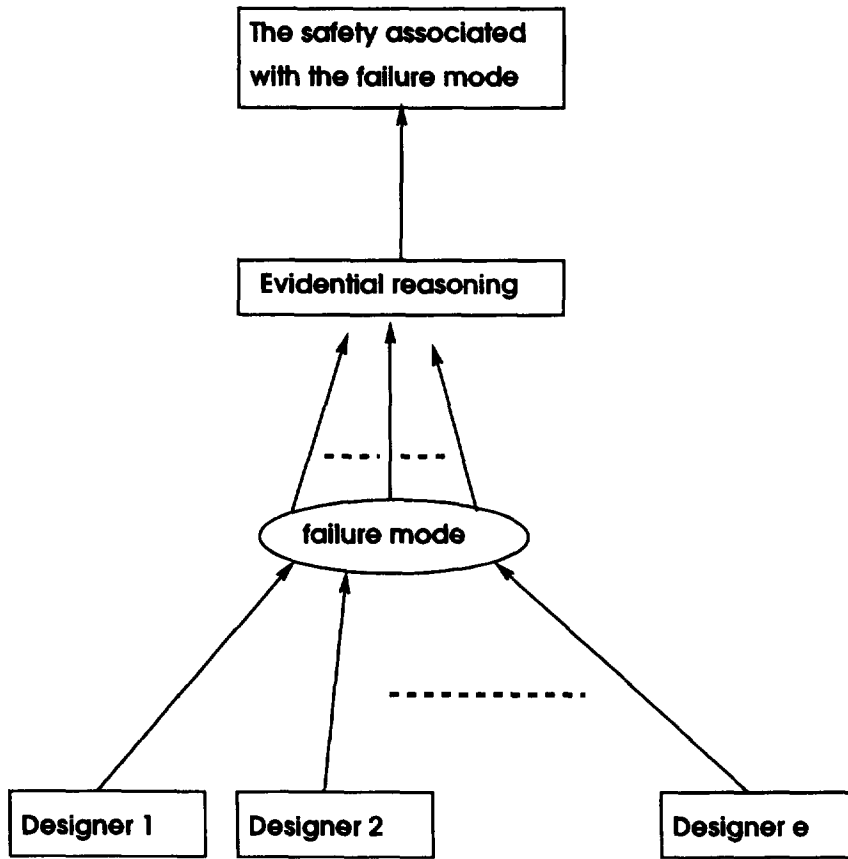 The safety associated
with the failure mode
Evidential reasoning
failure mode
Designer 1
Designer 2
Designer e